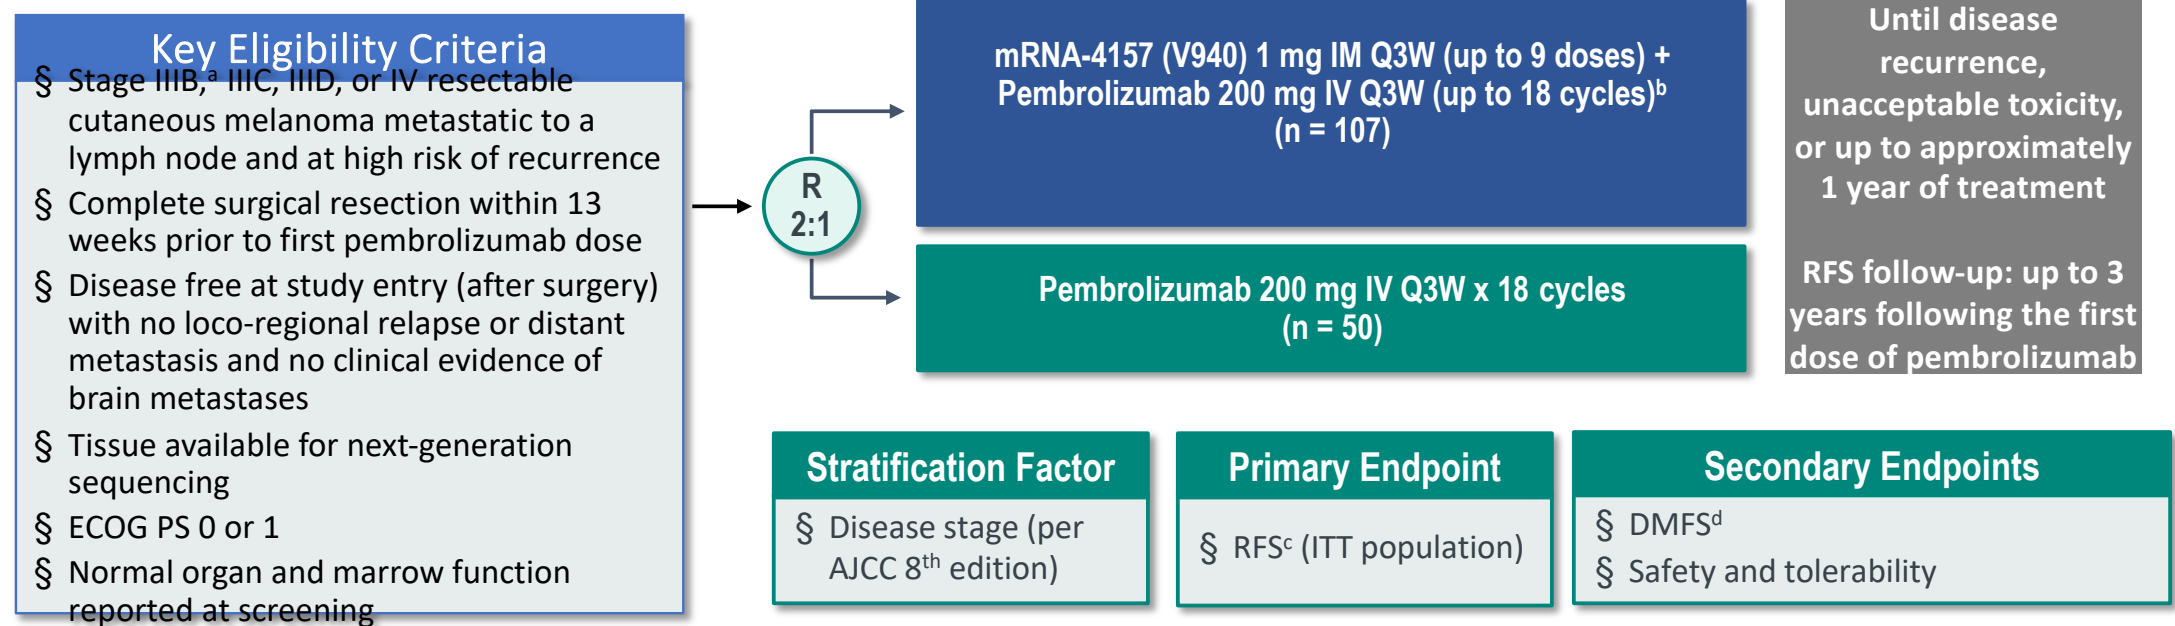 Key Eligibility Criteria
§ Stage IIIB,ᵃ IIIC, IIID, or IV resectable
cutaneous melanoma metastatic to a
lymph node and at high risk of recurrence
§ Complete surgical resection within 13
weeks prior to first pembrolizumab dose
§ Disease free at study entry (after surgery)
with no loco-regional relapse or distant
metastasis and no clinical evidence of
brain metastases
§ Tissue available for next-generation
sequencing
§ ECOG PS 0 or 1
§ Normal organ and marrow function
reported at screening
R
2:1
mRNA-4157 (V940) 1 mg IM Q3W (up to 9 doses) +
Pembrolizumab 200 mg IV Q3W (up to 18 cycles)ᵇ
(n = 107)
Pembrolizumab 200 mg IV Q3W x 18 cycles
(n = 50)
Until disease
recurrence,
unacceptable toxicity,
or up to approximately
1 year of treatment
RFS follow-up: up to 3
years following the first
dose of pembrolizumab
Stratification Factor
§ Disease stage (per
AJCC 8ᵗʰ edition)
Primary Endpoint
§ RFSᶜ (ITT population)
Secondary Endpoints
§ DMFSᵈ
§ Safety and tolerability